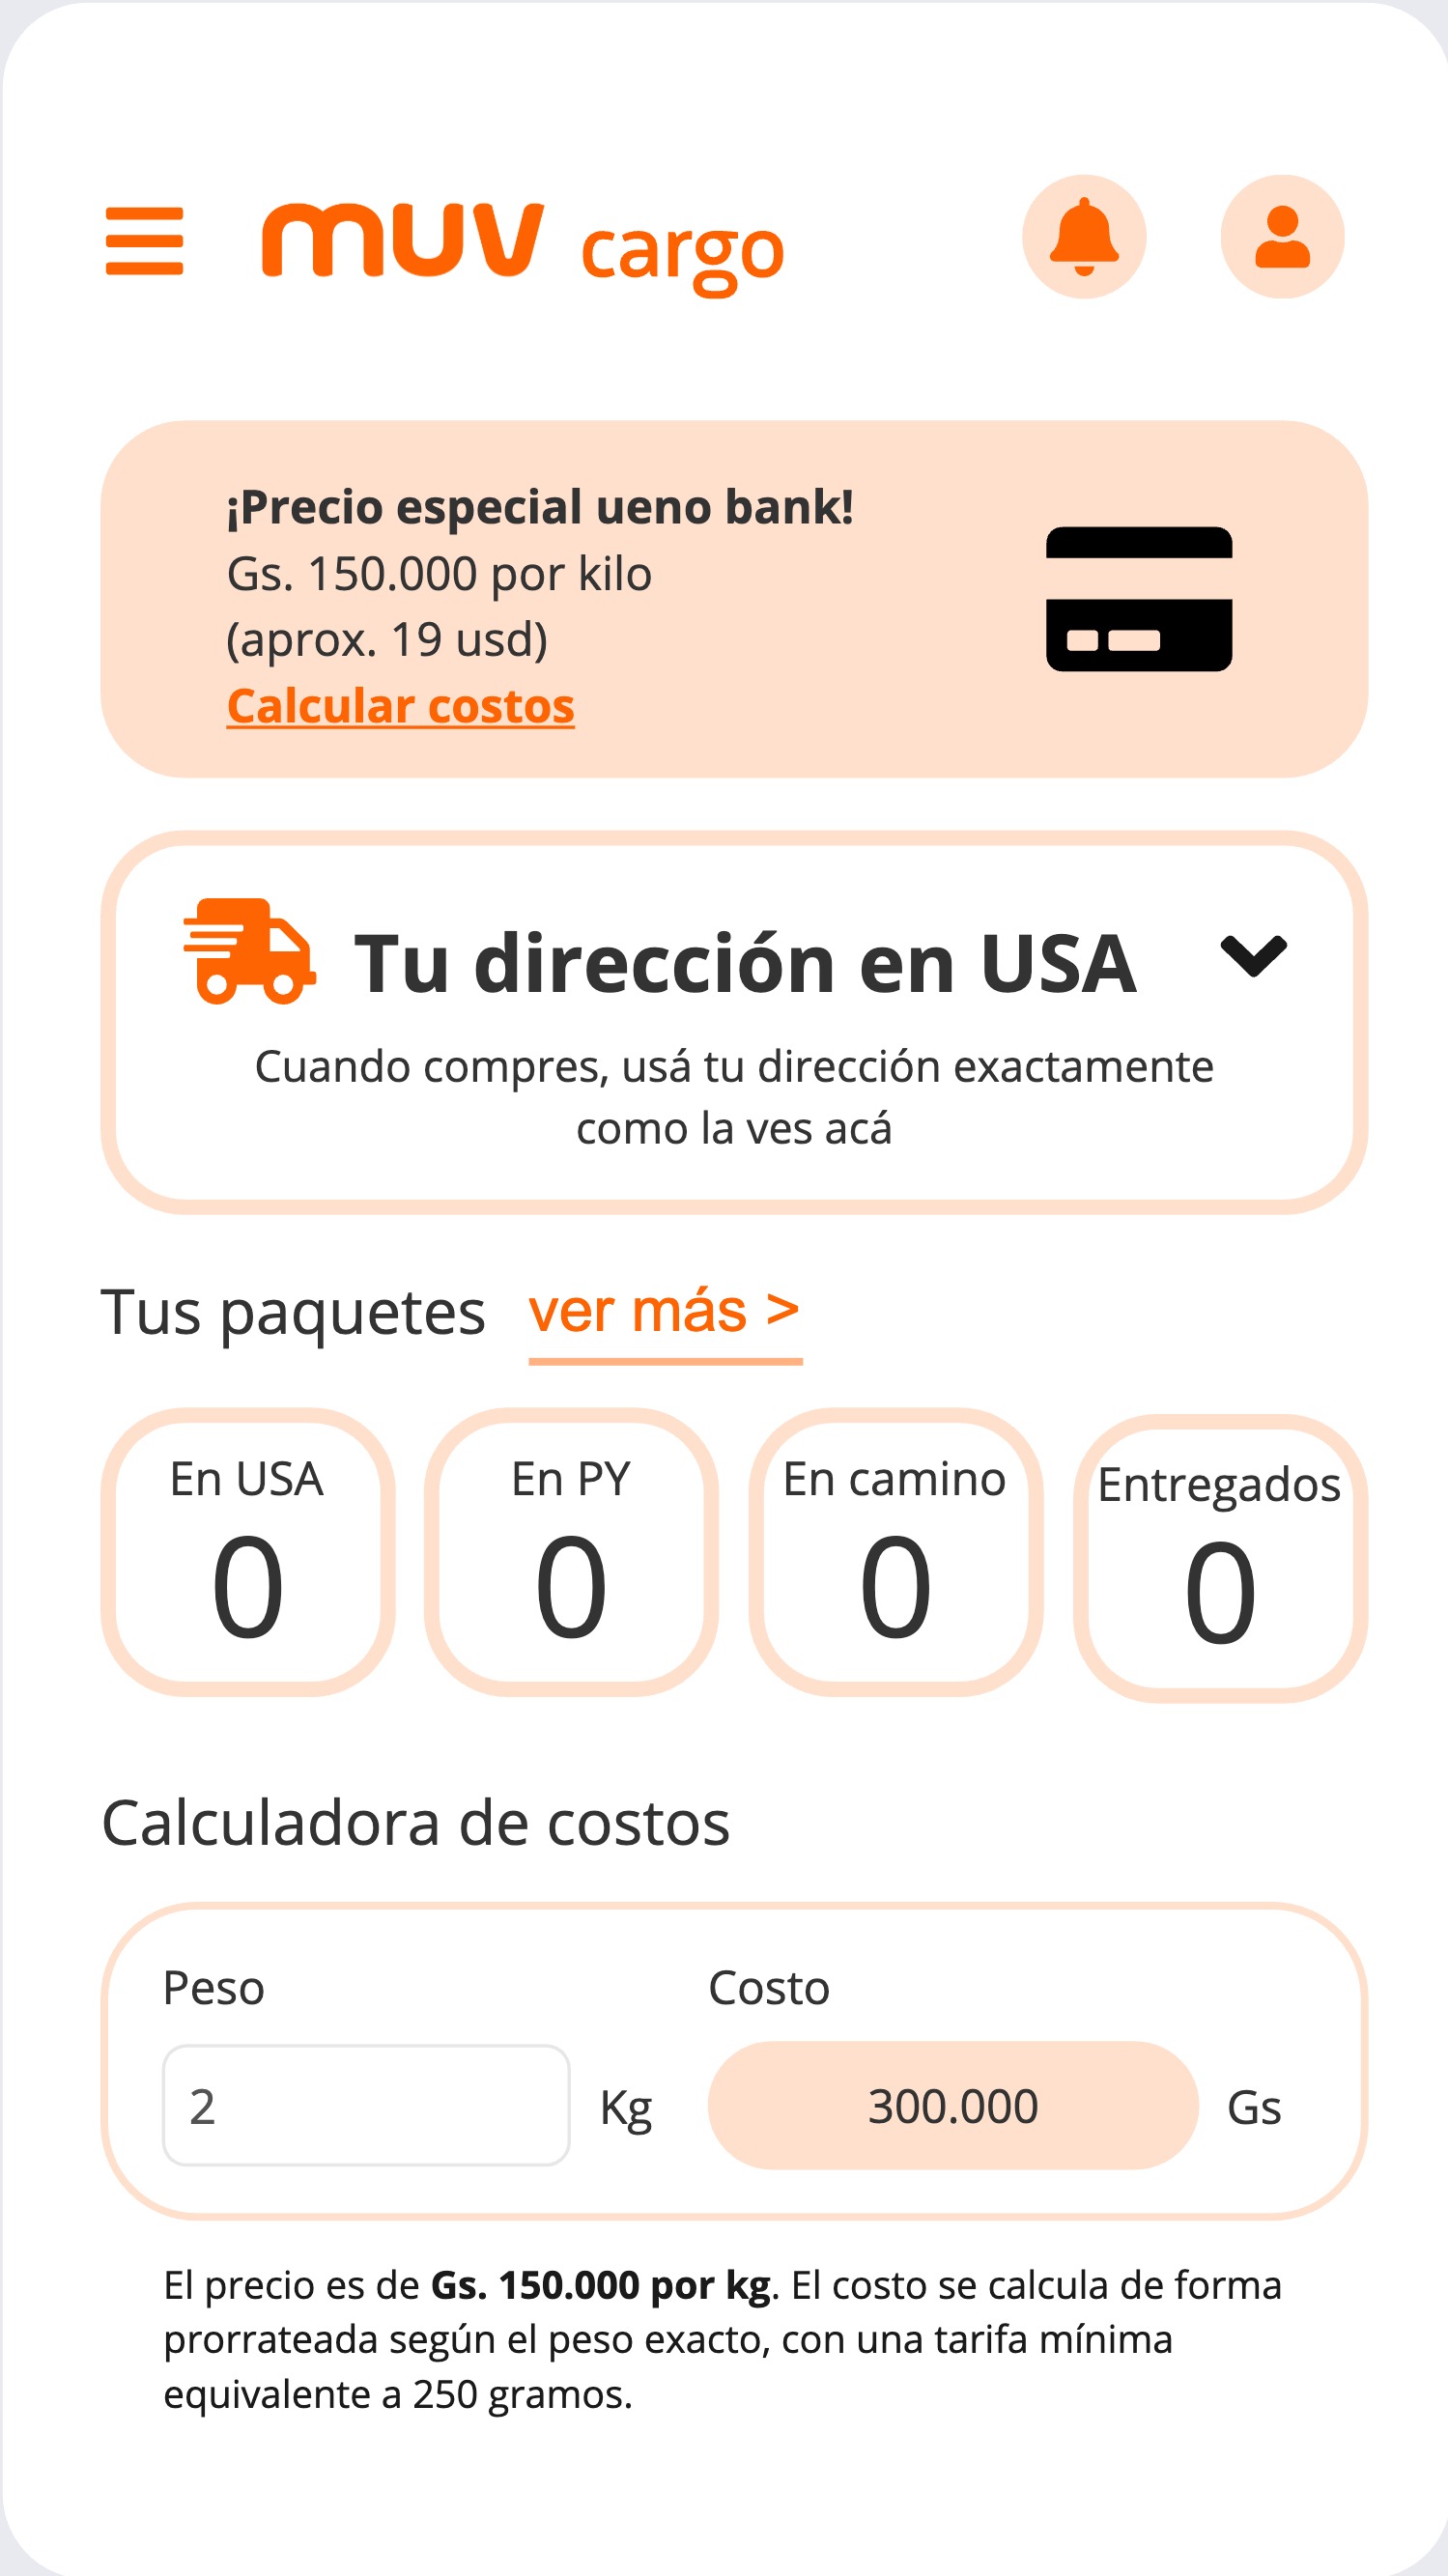 muv cargo
¡Precio especial ueno bank!
Gs. 150.000 por kilo
(aprox. 19 usd)
Calcular costos
Tu dirección en USA
Cuando compres, usá tu dirección exactamente
como la ves acá
Tus paquetes ver más >
En USA En PY En camino Entregados
0 0 0 0
Calculadora de costos
Peso Costo
2 Kg 300.000 Gs
El precio es de Gs. 150.000 por kg. El costo se calcula de forma
prorrateada según el peso exacto, con una tarifa mínima
equivalente a 250 gramos.